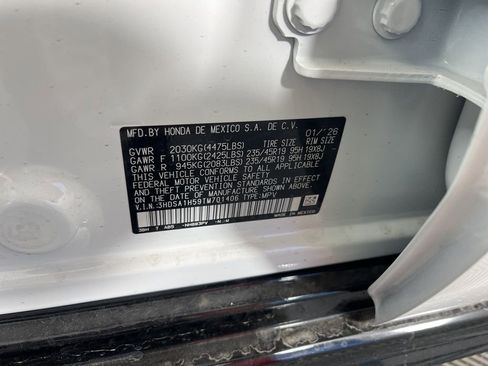 MFD.BY HONDA DE MEXICO S.A. DE C.V. 01/'26
GVWR 2030KG(4475LBS) TIRE SIZE RIM SIZE
GAWR F 1100KG(2425LBS) 235/45R19 95H 19X8J
GAWR R 945KG(2083LBS) 235/45R19 95H 19X8J
THIS VEHICLE CONFORMS TO ALL APPLICABLE
FEDERAL MOTOR VEHICLE SAFETY AND
THEFT PREVENTION STANDARDS IN EFFECT ON
THE DATE OF MANUFACTURE SHOWN ABOVE.
V.I.N.:3HDSA1H59TM701406 TYPE:MPV
MADE IN MEXICO
T ABS NH883PV